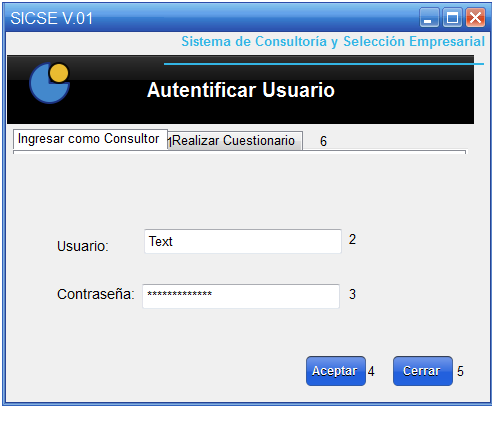 SICSE V.01
Sistema de Consultoría y Selección Empresarial
Autentificar Usuario
Ingresar como Consultor 1 Realizar Cuestionario 6
Usuario: Text 2
Contraseña: ************* 3
Aceptar 4 Cerrar 5